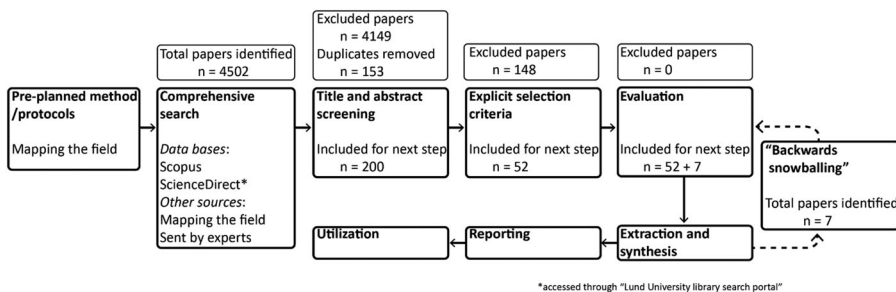 Total papers identified
n = 4502
Excluded papers
n = 4149
Duplicates removed
n = 153
Excluded papers
n = 148
Excluded papers
n = 0
Pre-planned method
/protocols
Mapping the field
Comprehensive
search
Data bases:
Scopus
ScienceDirect*
Other sources:
Mapping the field
Sent by experts
Title and abstract
screening
Included for next step
n = 200
Explicit selection
criteria
Included for next step
n = 52
Evaluation
Included for next step
n = 52 + 7
“Backwards
snowballing”
Total papers identified
n = 7
Extraction and
synthesis
Reporting
Utilization
*accessed through “Lund University library search portal”